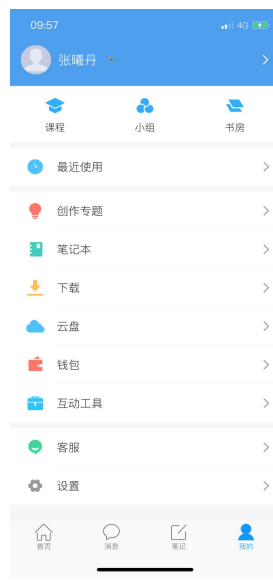 09:57
4G
张曦丹
课程
小组
书房
最近使用
创作专题
笔记本
下载
云盘
钱包
互动工具
客服
设置
首页
消息
笔记
我的